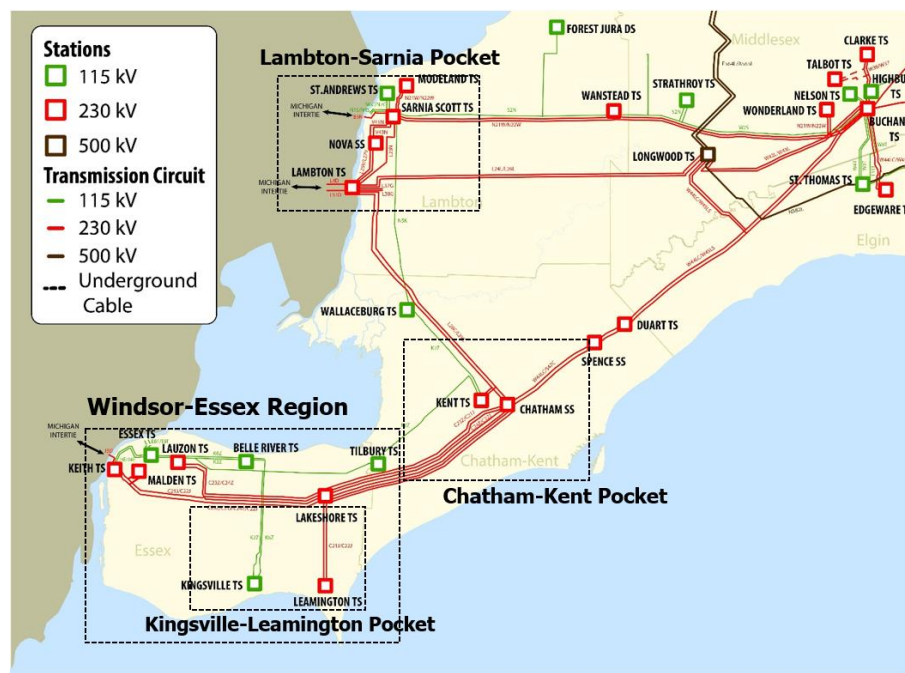 Stations
115 kV
230 kV
500 kV
Transmission Circuit
115 kV
230 kV
500 kV
Underground
Cable
Lambton-Sarnia Pocket
FOREST JURA DS
Middlesex
CLARKE TS
TALBOT TS
MODELAND TS
ST.ANDREWS TS
HIGHBU
TS
NELSON TS
STRATHROY TS
WANSTEAD TS
WONDERLAND TS
BUCHAN
TS
MICHIGAN
INTERTIE
SARNIA SCOTT TS
N21W/N22W
NOVA SS
LONGWOOD TS
LAMBTON TS
MICHIGAN
INTERTIE
ST. THOMAS TS
EDGEWARE T
Lambton
Elgin
WALLACEBURG TS
DUART TS
SPENCE SS
KENT TS
CHATHAM SS
Windsor-Essex Region
MICHIGAN
INTERTIE
ESSEX TS
LAUZON TS
BELLE RIVER TS
TILBURY TS
Chatham-Kent
KEITH TS
MALDEN TS
Chatham-Kent Pocket
LAKESHORE TS
Essex
KINGSVILLE TS
LEAMINGTON TS
Kingsville-Leamington Pocket